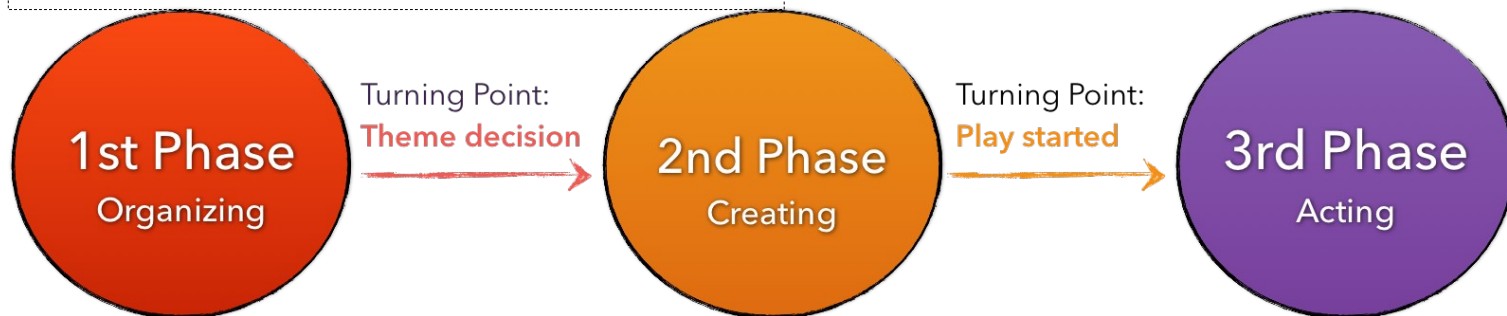 1st Phase
Organizing
Turning Point:
Theme decision
2nd Phase
Creating
Turning Point:
Play started
3rd Phase
Acting